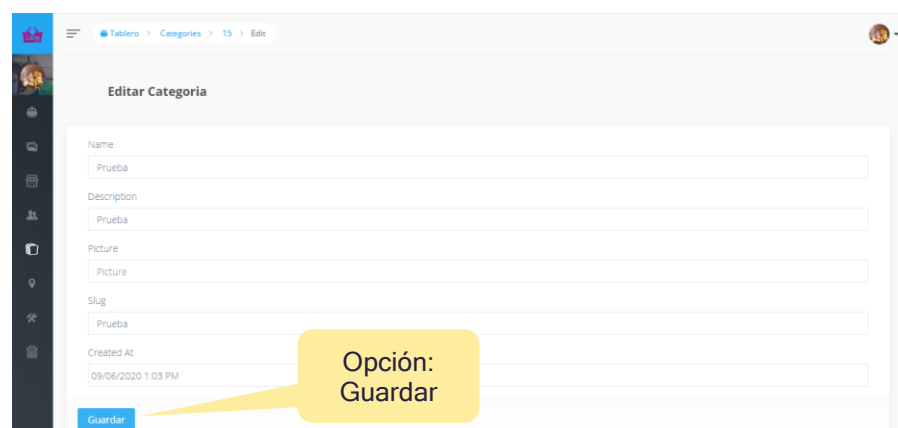 Tablero > Categories > 15 > Edit
Editar Categoria
Name
Prueba
Description
Prueba
Picture
Picture
Slug
Prueba
Created At
09/06/2020 1:03 PM
Opción:
Guardar
Guardar